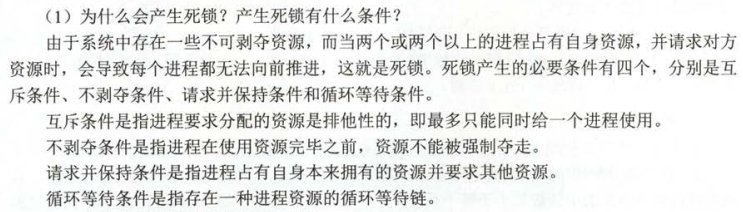 （1）为什么会产生死锁？产生死锁有什么条件？
由于系统中存在一些不可剥夺资源，而当两个或两个以上的进程占有自身资源，并请求对方
资源时，会导致每个进程都无法向前推进，这就是死锁。死锁产生的必要条件有四个，分别是互
斥条件、不剥夺条件、请求并保持条件和循环等待条件。
互斥条件是指进程要求分配的资源是排他性的，即最多只能同时给一个进程使用。
不剥夺条件是指进程在使用资源完毕之前，资源不能被强制夺走。
请求并保持条件是指进程占有自身本来拥有的资源并要求其他资源。
循环等待条件是指存在一种进程资源的循环等待链。